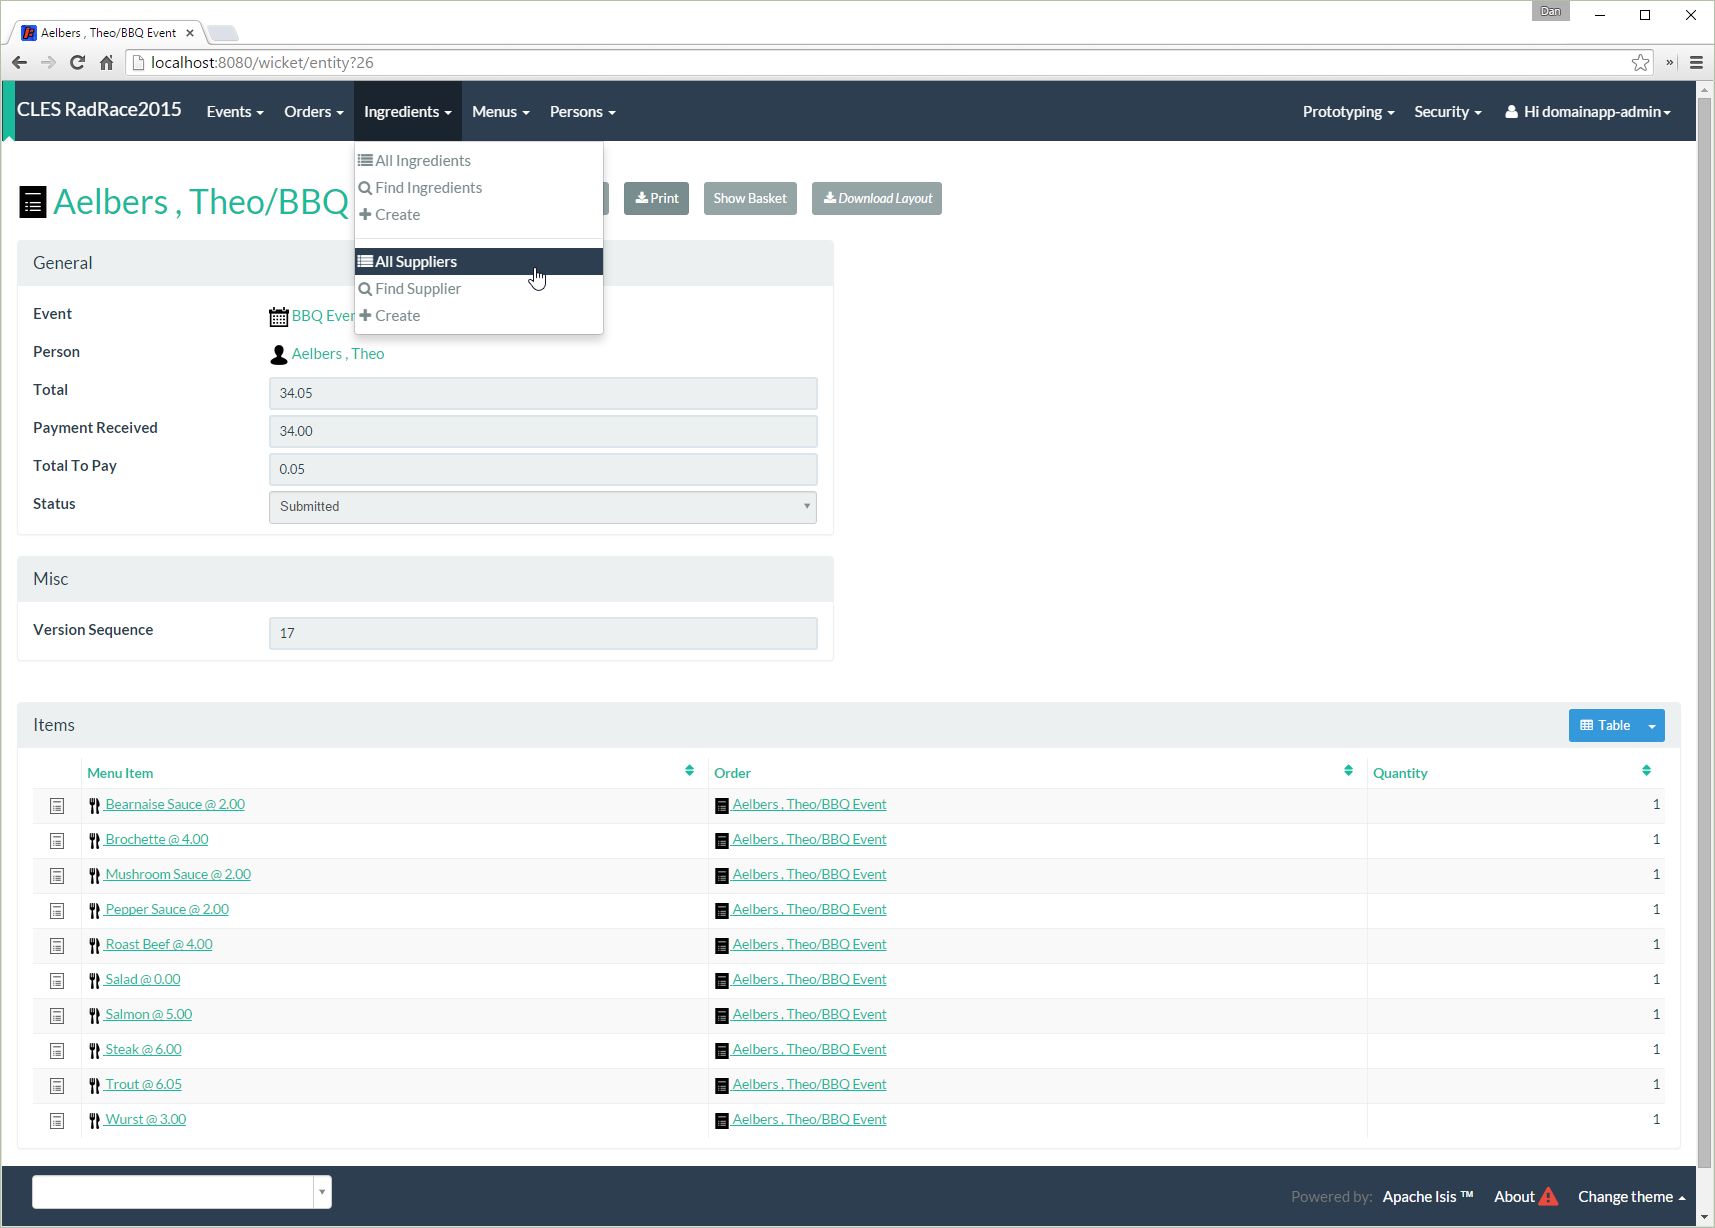 Dan
Aelbers , Theo/BBQ Event
localhost:8080/wicket/entity?26
CLES RadRace2015 Events Orders Ingredients Menus Persons Prototyping Security Hi domainapp-admin
All Ingredients
Find Ingredients
Create
All Suppliers
Find Supplier
Create
Aelbers , Theo/BBQ
Print Show Basket Download Layout
General
Event BBQ Even
Person Aelbers , Theo
Total 34.05
Payment Received 34.00
Total To Pay 0.05
Status Submitted
Misc
Version Sequence 17
Items Table
Menu Item Order Quantity
Bearnaise Sauce @ 2.00 Aelbers , Theo/BBQ Event 1
Brochette @ 4.00 Aelbers , Theo/BBQ Event 1
Mushroom Sauce @ 2.00 Aelbers , Theo/BBQ Event 1
Pepper Sauce @ 2.00 Aelbers , Theo/BBQ Event 1
Roast Beef @ 4.00 Aelbers , Theo/BBQ Event 1
Salad @ 0.00 Aelbers , Theo/BBQ Event 1
Salmon @ 5.00 Aelbers , Theo/BBQ Event 1
Steak @ 6.00 Aelbers , Theo/BBQ Event 1
Trout @ 6.05 Aelbers , Theo/BBQ Event 1
Wurst @ 3.00 Aelbers , Theo/BBQ Event 1
Powered by: Apache Isis ™ About Change theme